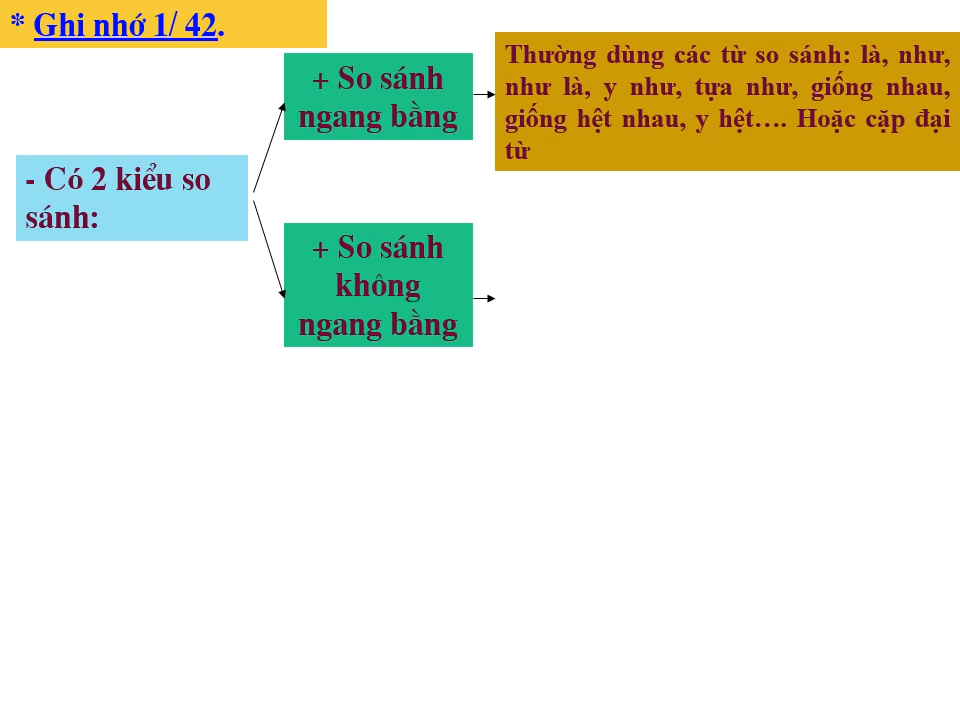 * Ghi nhớ 1/ 42.
+ So sánh
ngang bằng
Thường dùng các từ so sánh: là, như,
như là, y như, tựa như, giống nhau,
giống hệt nhau, y hệt…. Hoặc cặp đại
từ
- Có 2 kiểu so
sánh:
+ So sánh
không
ngang bằng